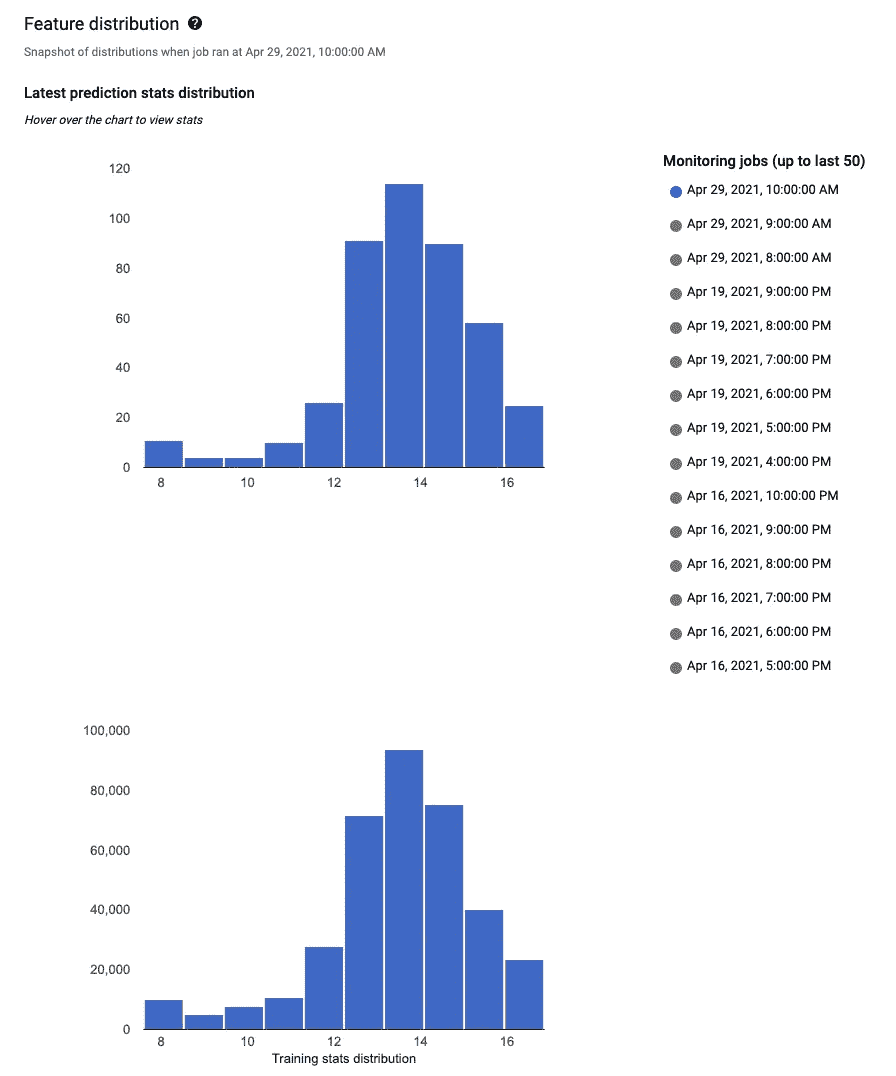 Feature distribution ?
Snapshot of distributions when job ran at Apr 29, 2021, 10:00:00 AM
Latest prediction stats distribution
Hover over the chart to view stats
120
100
80
60
40
20
0
8 10 12 14 16
Monitoring jobs (up to last 50)
Apr 29, 2021, 10:00:00 AM
Apr 29, 2021, 9:00:00 AM
Apr 29, 2021, 8:00:00 AM
Apr 19, 2021, 9:00:00 PM
Apr 19, 2021, 8:00:00 PM
Apr 19, 2021, 7:00:00 PM
Apr 19, 2021, 6:00:00 PM
Apr 19, 2021, 5:00:00 PM
Apr 19, 2021, 4:00:00 PM
Apr 16, 2021, 10:00:00 PM
Apr 16, 2021, 9:00:00 PM
Apr 16, 2021, 8:00:00 PM
Apr 16, 2021, 7:00:00 PM
Apr 16, 2021, 6:00:00 PM
Apr 16, 2021, 5:00:00 PM
100,000
80,000
60,000
40,000
20,000
0
8 10 12 14 16
Training stats distribution